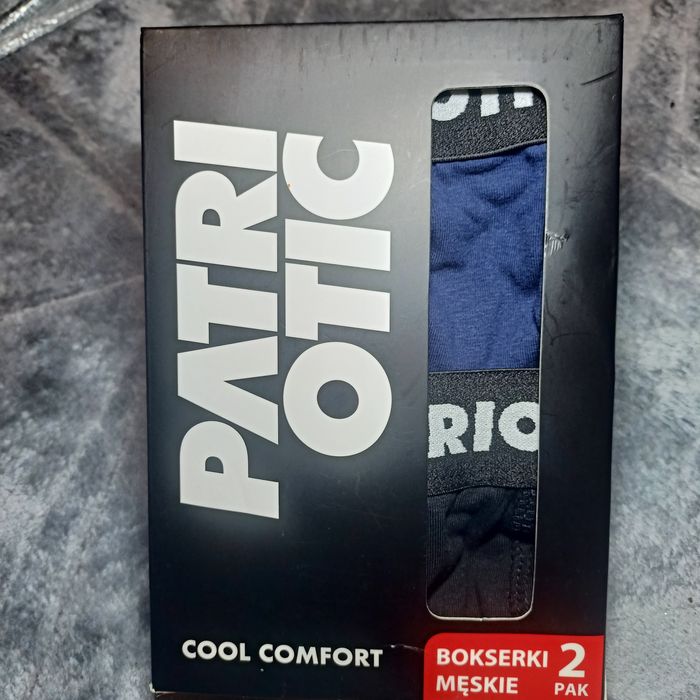 PATRI
OTIC
RIO
COOL COMFORT
BOKSERKI
MĘSKIE
2
PAK